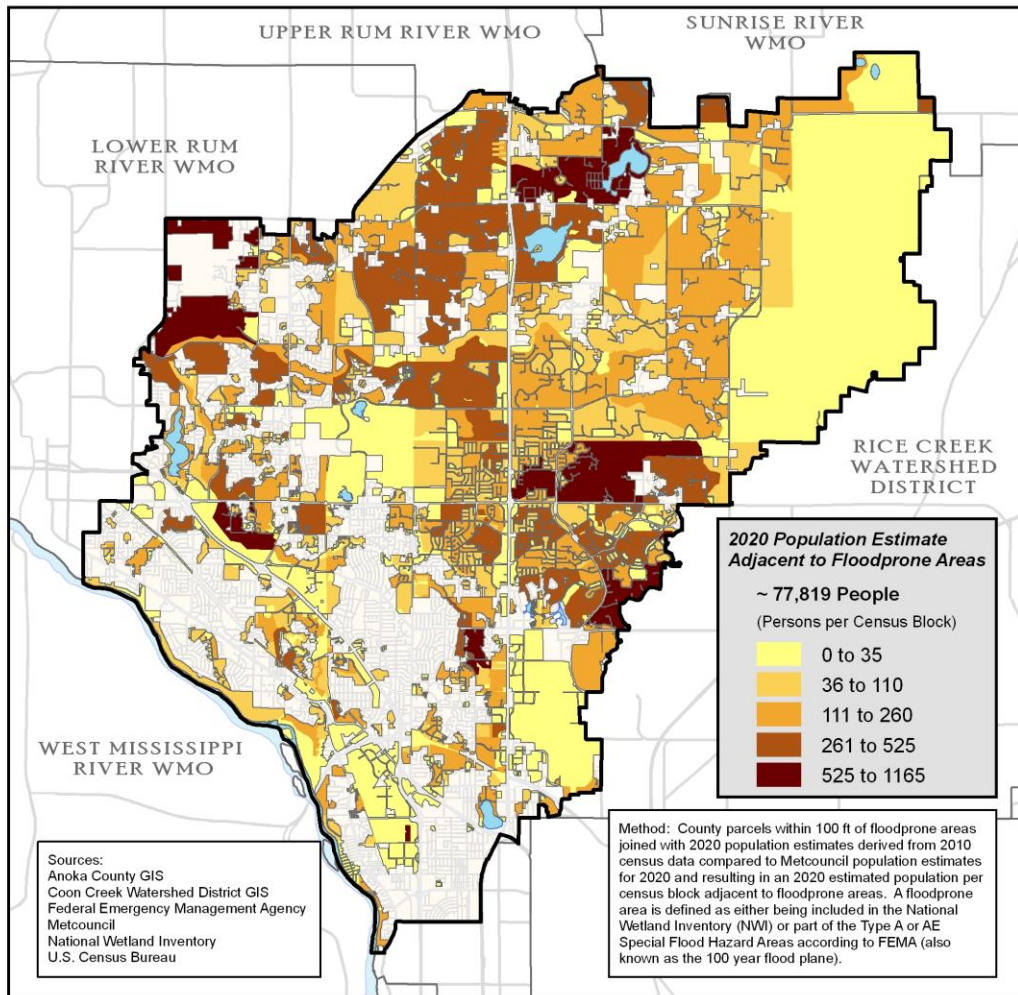 UPPER RUM RIVER WMO
SUNRISE RIVER
WMO
LOWER RUM
RIVER WMO
RICE CREEK
WATERSHED
DISTRICT
WEST MISSISSIPPI
RIVER WMO
2020 Population Estimate
Adjacent to Floodprone Areas
~ 77,819 People
(Persons per Census Block)
0 to 35
36 to 110
111 to 260
261 to 525
525 to 1165
Sources:
Anoka County GIS
Coon Creek Watershed District GIS
Federal Emergency Management Agency
Metcouncil
National Wetland Inventory
U.S. Census Bureau
Method: County parcels within 100 ft of floodprone areas
joined with 2020 population estimates derived from 2010
census data compared to Metcouncil population estimates
for 2020 and resulting in an 2020 estimated population per
census block adjacent to floodprone areas. A floodprone
area is defined as either being included in the National
Wetland Inventory (NWI) or part of the Type A or AE
Special Flood Hazard Areas according to FEMA (also
known as the 100 year flood plane).